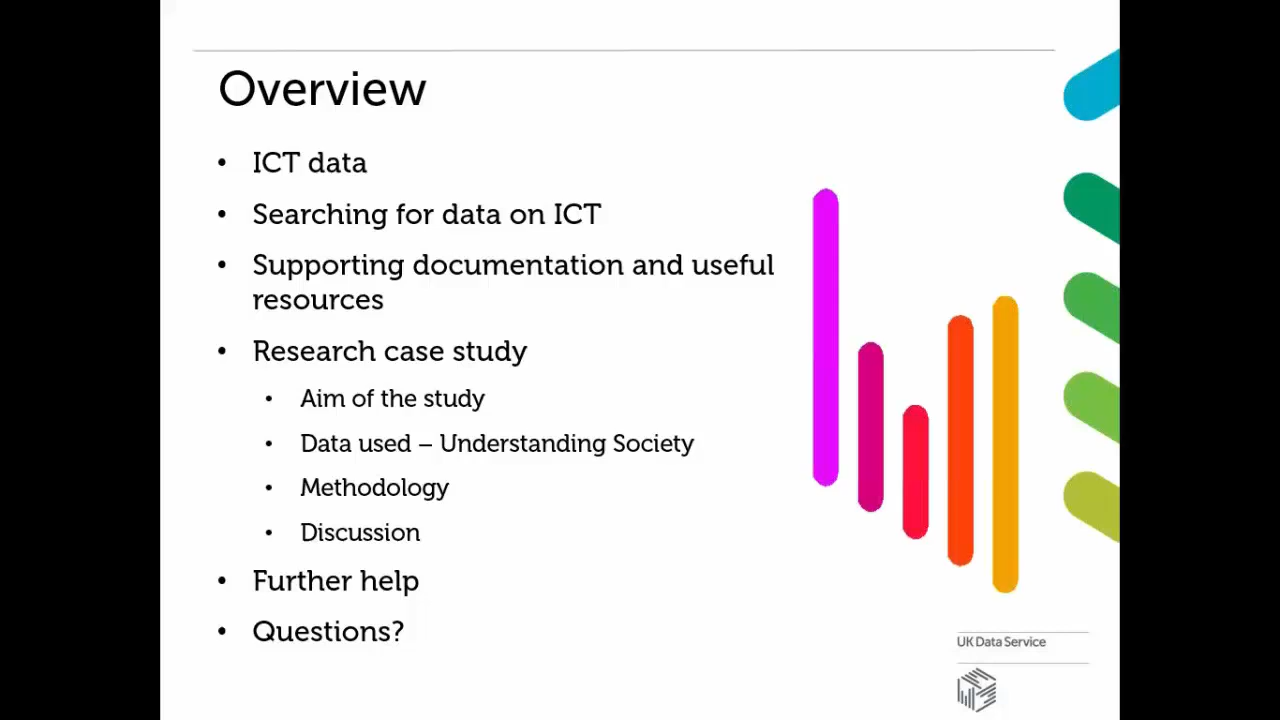 Overview
• ICT data
• Searching for data on ICT
• Supporting documentation and useful
resources
• Research case study
• Aim of the study
• Data used – Understanding Society
• Methodology
• Discussion
• Further help
• Questions?
UK Data Service